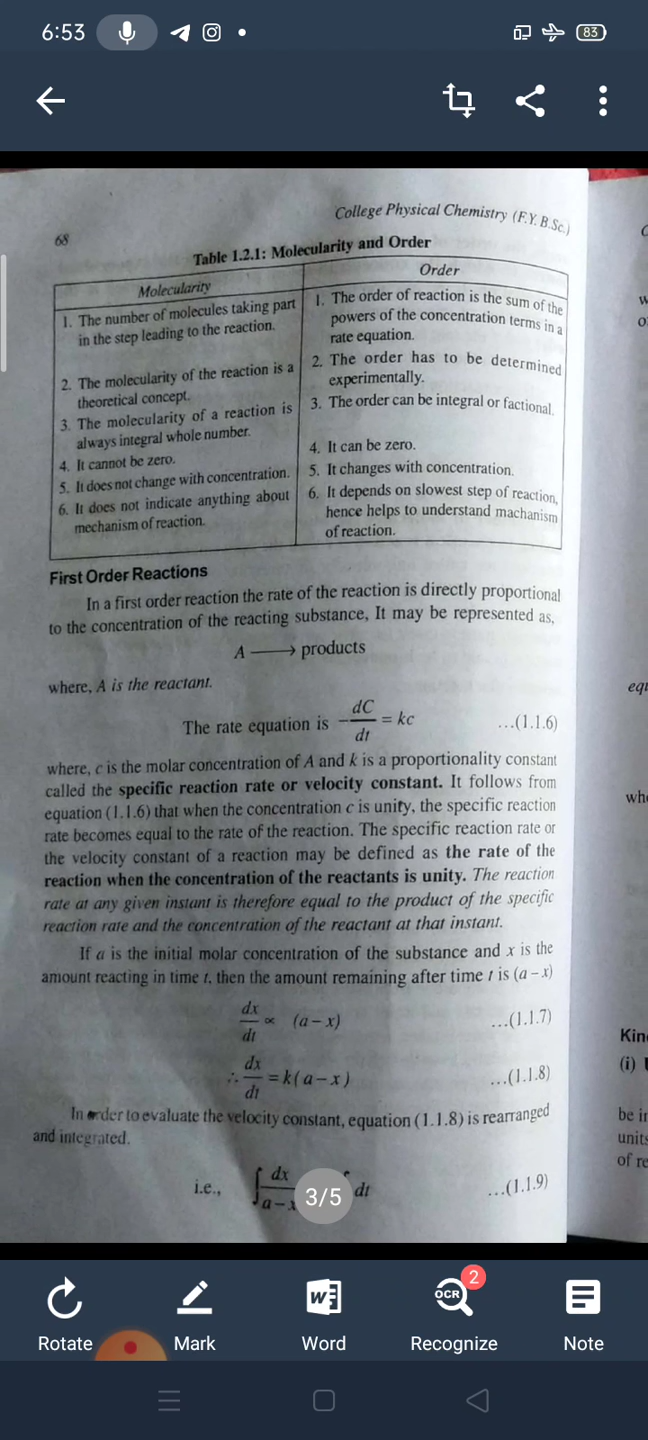 6:53
83
College Physical Chemistry (F.Y.B.Sc.)
68
Table 1.2.1: Molecularity and Order
Molecularity
Order
1. The number of molecules taking part
in the step leading to the reaction.
2. The molecularity of the reaction is a
theoretical concept.
3. The molecularity of a reaction is
always integral whole number.
4. It cannot be zero.
5. It does not change with concentration.
6. It does not indicate anything about
mechanism of reaction.
1. The order of reaction is the sum of the
powers of the concentration terms in a
rate equation.
2. The order has to be determined
experimentally.
3. The order can be integral or factional.
4. It can be zero.
5. It changes with concentration.
6. It depends on slowest step of reaction,
hence helps to understand machanism
of reaction.
First Order Reactions
In a first order reaction the rate of the reaction is directly proportional
to the concentration of the reacting substance, It may be represented as,
A ⟶ products
where, A is the reactant.
The rate equation is −dC/dt = kc ...(1.1.6)
where, c is the molar concentration of A and k is a proportionality constant
called the specific reaction rate or velocity constant. It follows from
equation (1.1.6) that when the concentration c is unity, the specific reaction
rate becomes equal to the rate of the reaction. The specific reaction rate or
the velocity constant of a reaction may be defined as the rate of the
reaction when the concentration of the reactants is unity. The reaction
rate at any given instant is therefore equal to the product of the specific
reaction rate and the concentration of the reactant at that instant.
If a is the initial molar concentration of the substance and x is the
amount reacting in time t, then the amount remaining after time t is (a − x)
dx/dt ∝ (a − x) ...(1.1.7)
∴ dx/dt = k(a − x) ...(1.1.8)
In order to evaluate the velocity constant, equation (1.1.8) is rearranged
and integrated.
i.e., ∫ dx/a − x dt ...(1.1.9)
3/5
Kin
(i)
be in
units
of re
Rotate
Mark
W
Word
OCR
2
Recognize
Note